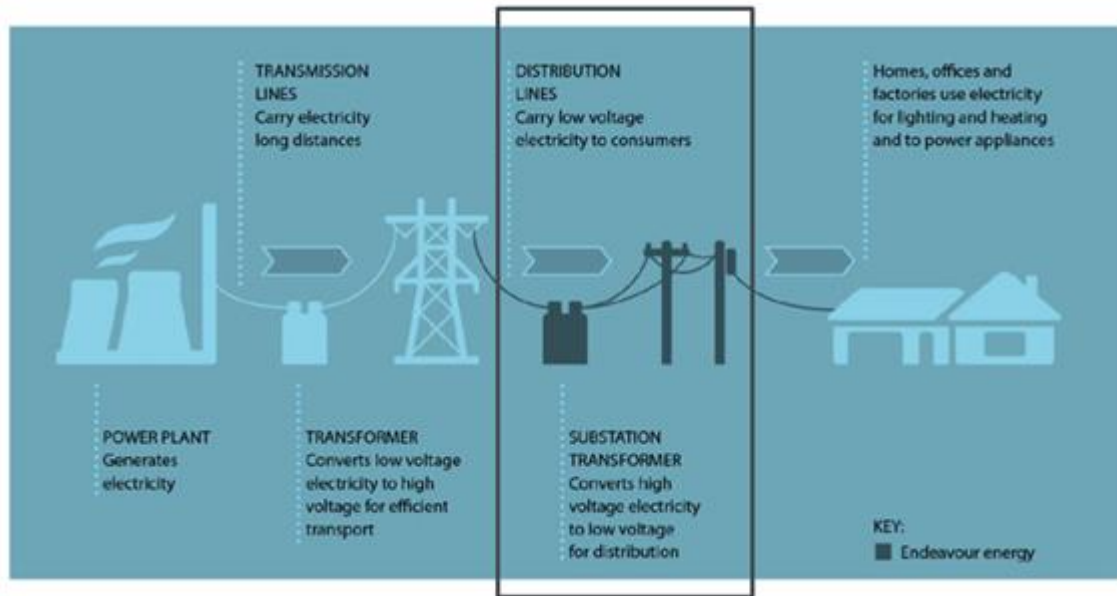 TRANSMISSION
LINES
Carry electricity
long distances
DISTRIBUTION
LINES
Carry low voltage
electricity to consumers
Homes, offices and
factories use electricity
for lighting and heating
and to power appliances
POWER PLANT
Generates
electricity
TRANSFORMER
Converts low voltage
electricity to high
voltage for efficient
transport
SUBSTATION
TRANSFORMER
Converts high
voltage electricity
to low voltage
for distribution
KEY:
Endeavour energy